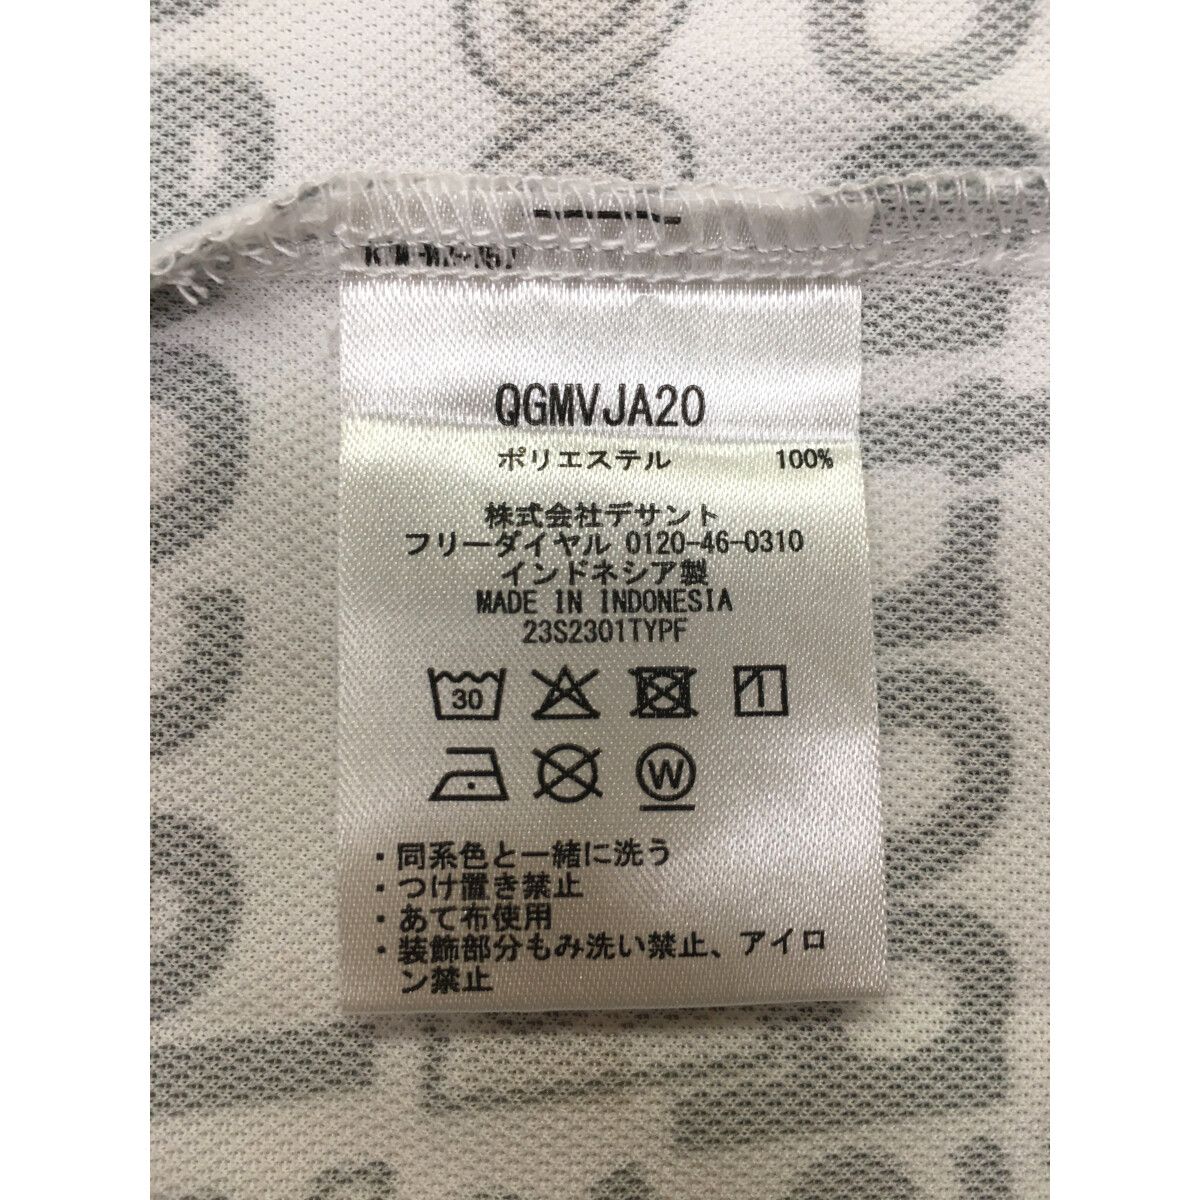 QGMVJA20
ポリエステル 100%
株式会社デサント
フリーダイヤル 0120-46-0310
インドネシア製
MADE IN INDONESIA
23S2301TYPF
30
W
・同系色と一緒に洗う
・つけ置き禁止
・あて布使用
・装飾部分もみ洗い禁止、アイロ
ン禁止